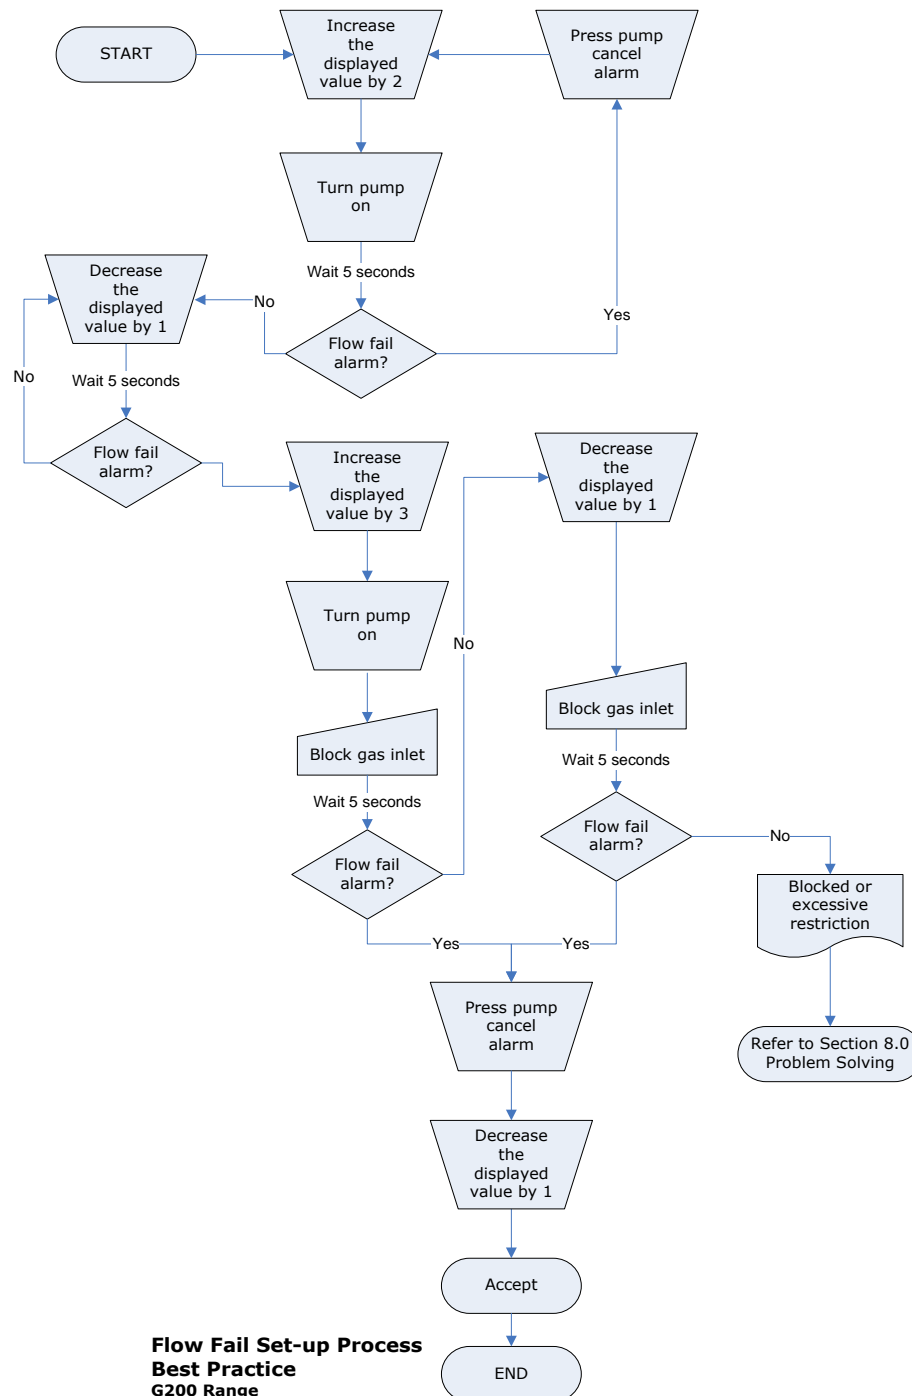 START
Increase
the
displayed
value by 2
Press pump
cancel
alarm
Turn pump
on
Wait 5 seconds
Flow fail
alarm?
Yes
No
Decrease
the
displayed
value by 1
Wait 5 seconds
No
Flow fail
alarm?
Increase
the
displayed
value by 3
Turn pump
on
Block gas inlet
Wait 5 seconds
Flow fail
alarm?
No
Decrease
the
displayed
value by 1
Block gas inlet
Wait 5 seconds
Flow fail
alarm?
No
Blocked or
excessive
restriction
Refer to Section 8.0
Problem Solving
Yes
Yes
Press pump
cancel
alarm
Decrease
the
displayed
value by 1
Accept
END
Flow Fail Set-up Process
Best Practice
G200 Range